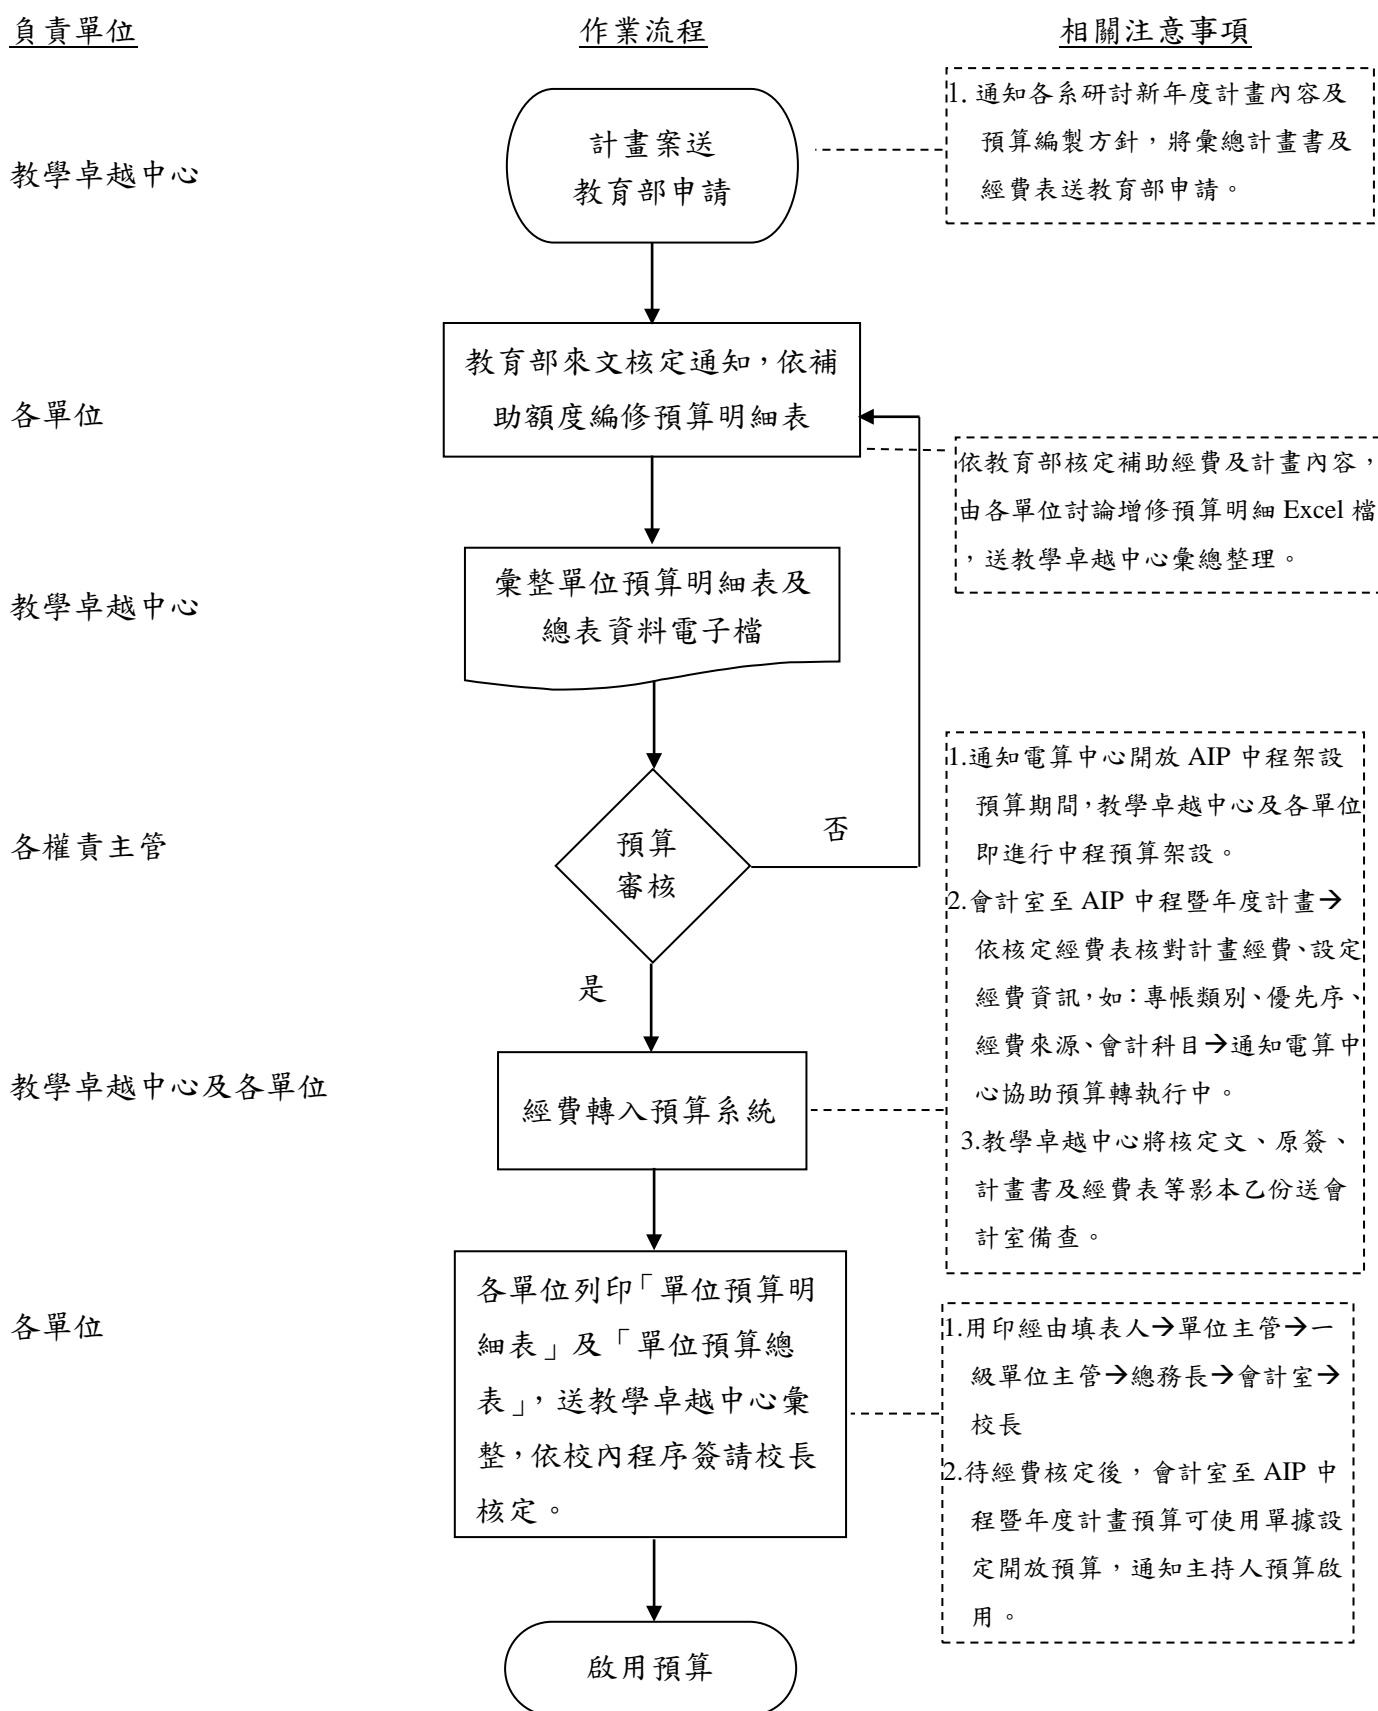 負責單位
作業流程
相關注意事項
教學卓越中心
計畫案送
教育部申請
1. 通知各系研討新年度計畫內容及
預算編製方針，將彙總計畫書及
經費表送教育部申請。
各單位
教育部來文核定通知，依補
助額度編修預算明細表
依教育部核定補助經費及計畫內容，
由各單位討論增修預算明細 Excel 檔
，送教學卓越中心彙總整理。
教學卓越中心
彙整單位預算明細表及
總表資料電子檔
各權責主管
預算
審核
否
是
1.通知電算中心開放 AIP 中程架設
預算期間，教學卓越中心及各單位
即進行中程預算架設。
2.會計室至 AIP 中程暨年度計畫→
依核定經費表核對計畫經費、設定
經費資訊，如：專帳類別、優先序、
經費來源、會計科目→通知電算中
心協助預算轉執行中。
3.教學卓越中心將核定文、原簽、
計畫書及經費表等影本乙份送會
計室備查。
教學卓越中心及各單位
經費轉入預算系統
各單位
各單位列印「單位預算明
細表」及「單位預算總
表」，送教學卓越中心彙
整，依校內程序簽請校長
核定。
1.用印經由填表人→單位主管→一
級單位主管→總務長→會計室→
校長
2.待經費核定後，會計室至 AIP 中
程暨年度計畫預算可使用單據設
定開放預算，通知主持人預算啟
用。
啟用預算